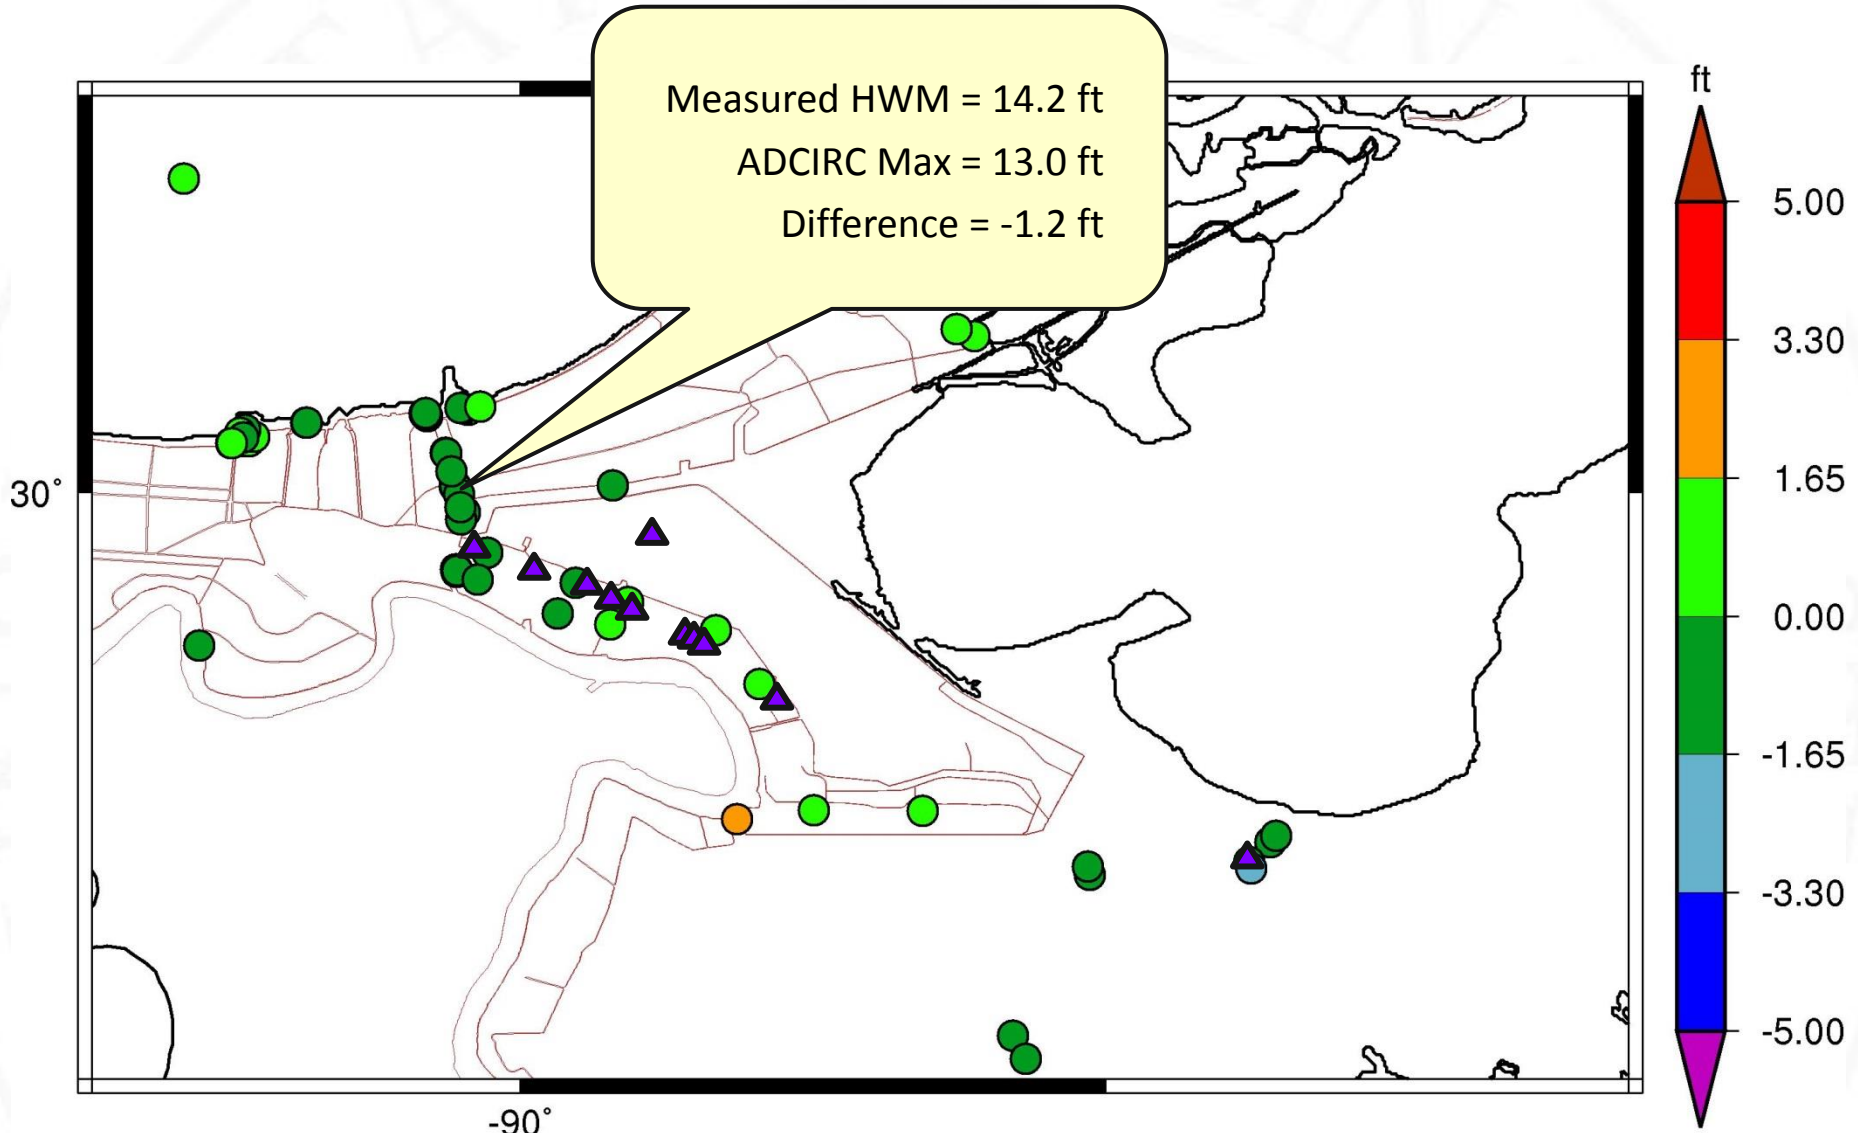 Measured HWM = 14.2 ft
ADCIRC Max = 13.0 ft
Difference = -1.2 ft
ft
5.00
3.30
1.65
0.00
-1.65
-3.30
-5.00
30°
-90°